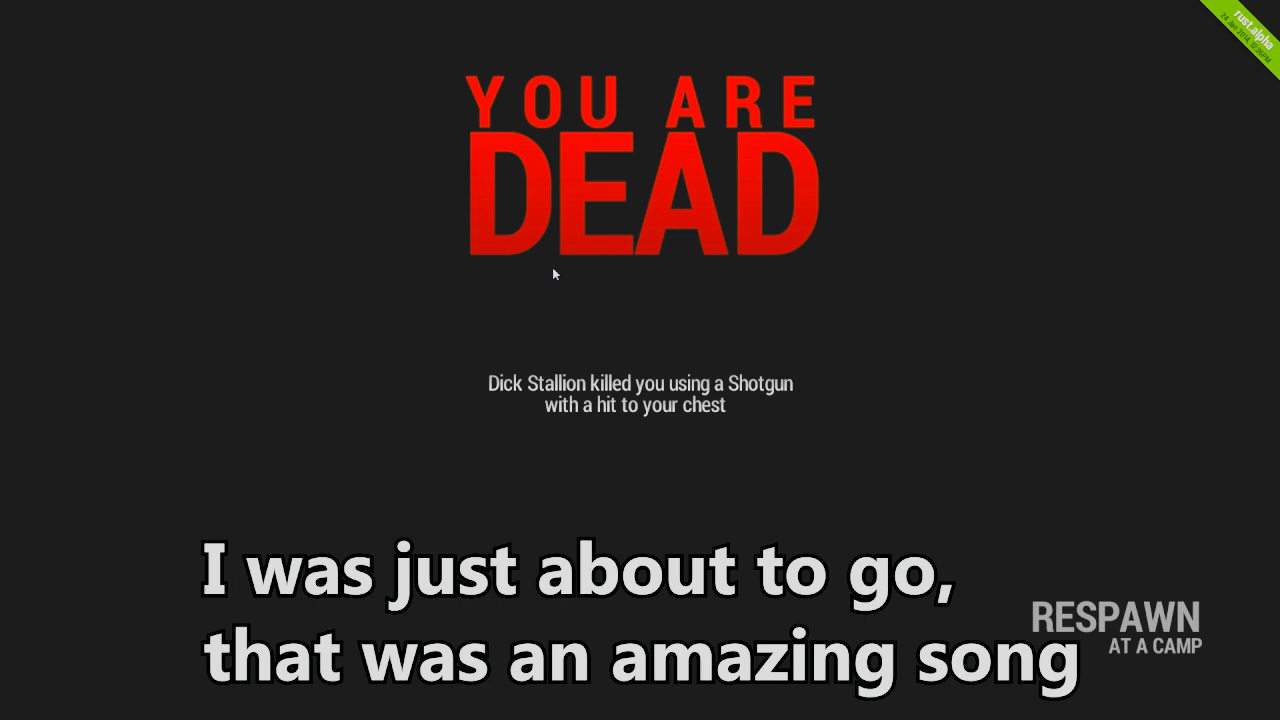 rust.alpha
YOU ARE
DEAD
Dick Stallion killed you using a Shotgun
with a hit to your chest
I was just about to go,
that was an amazing song
RESPAWN
AT A CAMP